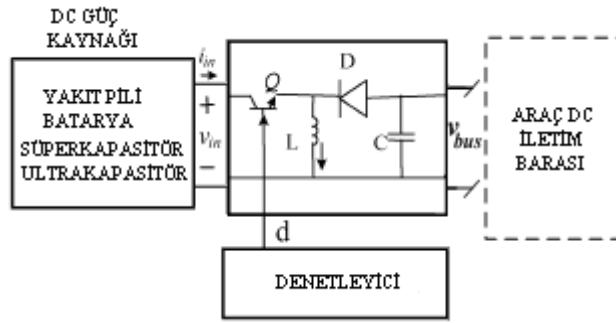 DC GÜÇ
KAYNAĞI
YAKIT PİLİ
BATARYA
SÜPERKAPASİTÖR
ULTRAKAPASİTÖR
i_in
+
v_in
−
Q
D
L
C
v_bus
d
ARAÇ DC
İLETİM
BARASI
DENETLEYİCİ